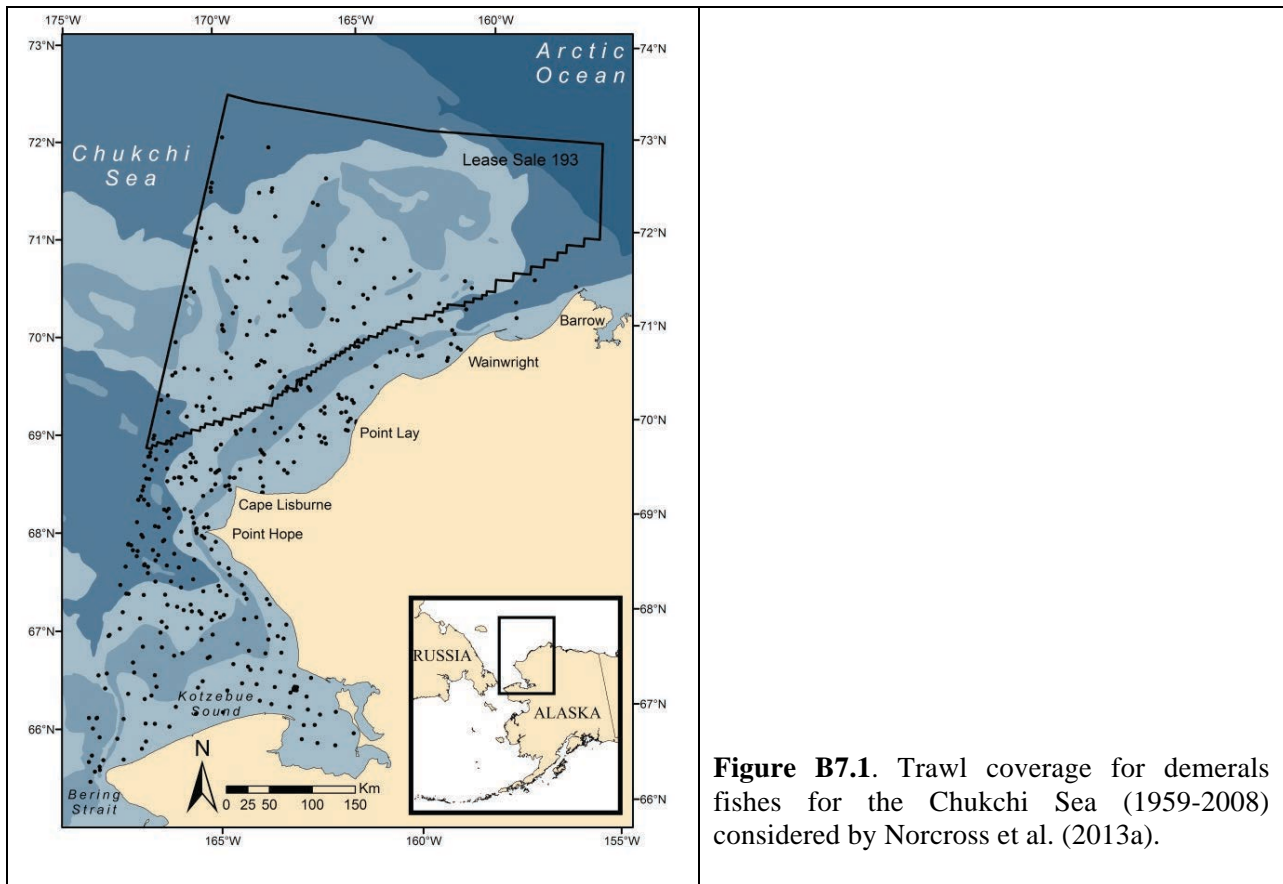 175°W 170°W 165°W 160°W
73°N
74°N
Arctic
Ocean
72°N
73°N
Chukchi
Sea
Lease Sale 193
71°N
72°N
70°N
Barrow
71°N
Wainwright
69°N
70°N
Point Lay
Cape Lisburne
68°N
69°N
Point Hope
67°N
68°N
RUSSIA
Kotzebue
Sound
67°N
ALASKA
66°N
N
Km
0 25 50 100 150
Bering
Strait
66°N
165°W 160°W 155°W
Figure B7.1. Trawl coverage for demerals
fishes for the Chukchi Sea (1959-2008)
considered by Norcross et al. (2013a).